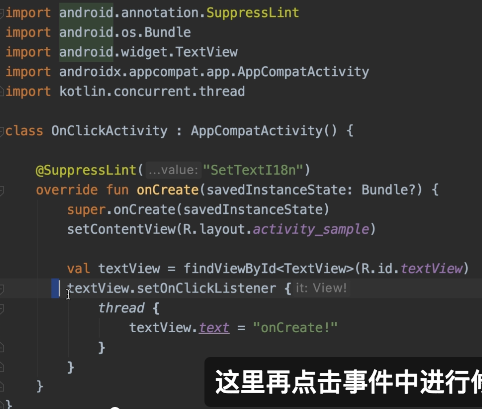 import android.annotation.SuppressLint
import android.os.Bundle
import android.widget.TextView
import androidx.appcompat.app.AppCompatActivity
import kotlin.concurrent.thread
class OnClickActivity : AppCompatActivity() {
@SuppressLint( ...value: "SetTextI18n")
override fun onCreate(savedInstanceState: Bundle?) {
super.onCreate(savedInstanceState)
setContentView(R.layout.activity_sample)
val textView = findViewById<TextView>(R.id.textView)
textView.setOnClickListener { it: View!
thread {
textView.text = "onCreate!"
}
}
}
}
这里再点击事件中进行